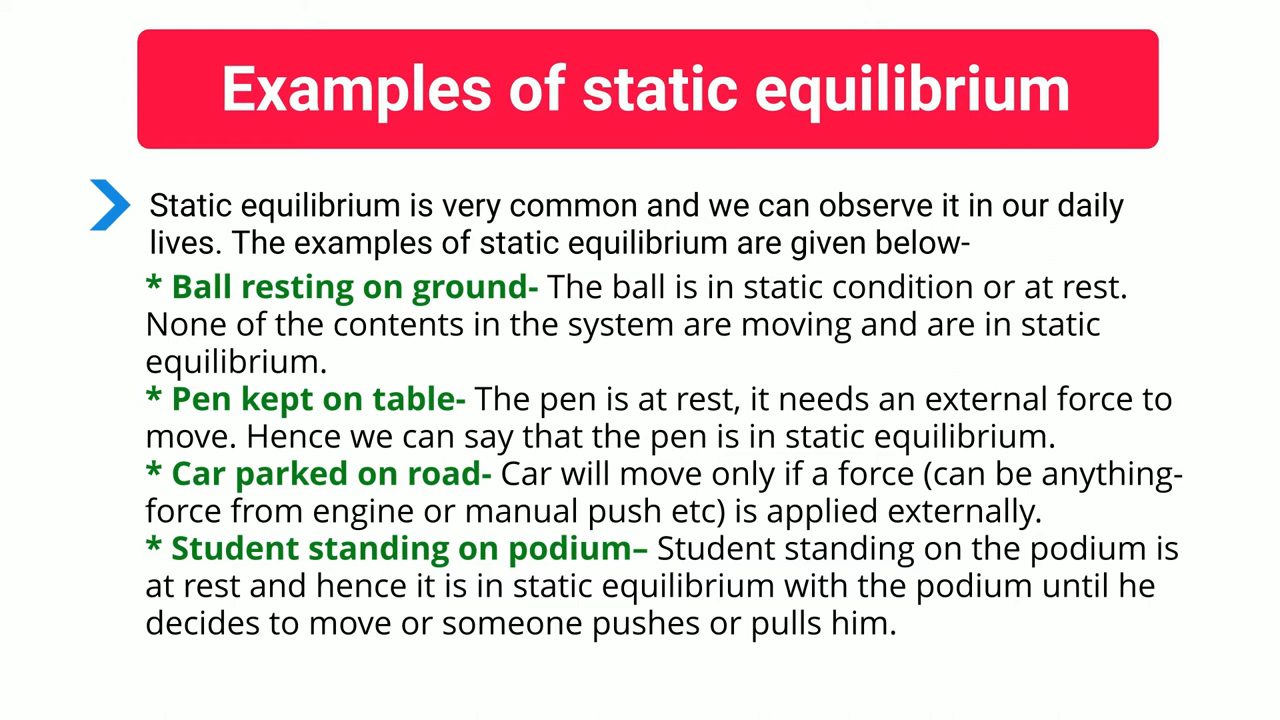 Examples of static equilibrium
Static equilibrium is very common and we can observe it in our daily
lives. The examples of static equilibrium are given below-
* Ball resting on ground- The ball is in static condition or at rest.
None of the contents in the system are moving and are in static
equilibrium.
* Pen kept on table- The pen is at rest, it needs an external force to
move. Hence we can say that the pen is in static equilibrium.
* Car parked on road- Car will move only if a force (can be anything-
force from engine or manual push etc) is applied externally.
* Student standing on podium– Student standing on the podium is
at rest and hence it is in static equilibrium with the podium until he
decides to move or someone pushes or pulls him.